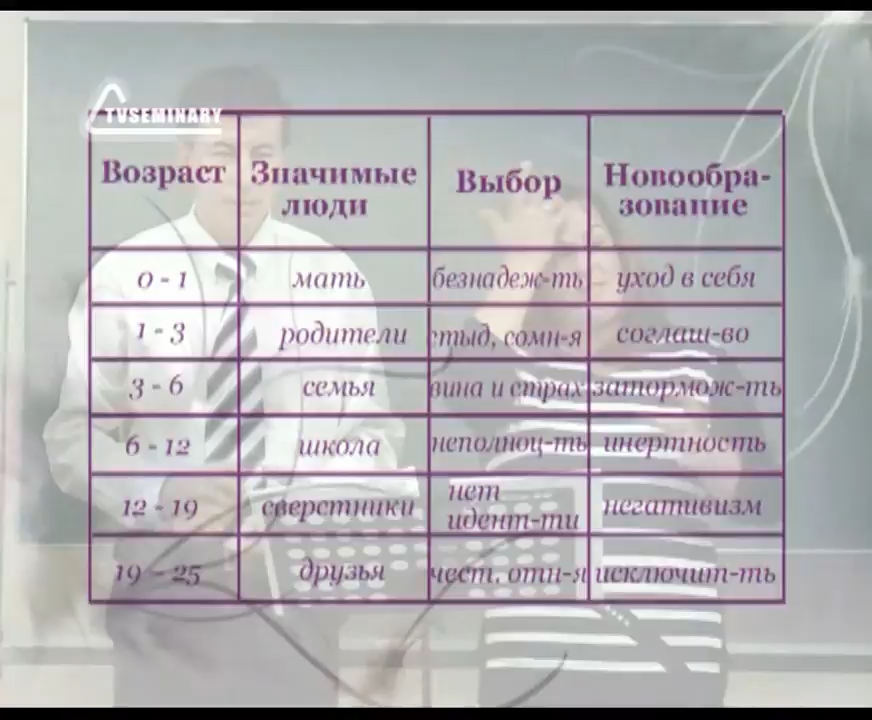 TVSEMINARY
Возраст Значимые люди Выбор Новообра-зование
0 - 1 мать безнадеж-ть уход в себя
1 - 3 родители стыд, сомн-я соглаш-во
3 - 6 семья вина и страх затормож-ть
6 - 12 школа неполноц-ть инертность
12 - 19 сверстники нет идент-ти негативизм
19 - 25 друзья чест. отн-я исключит-ть